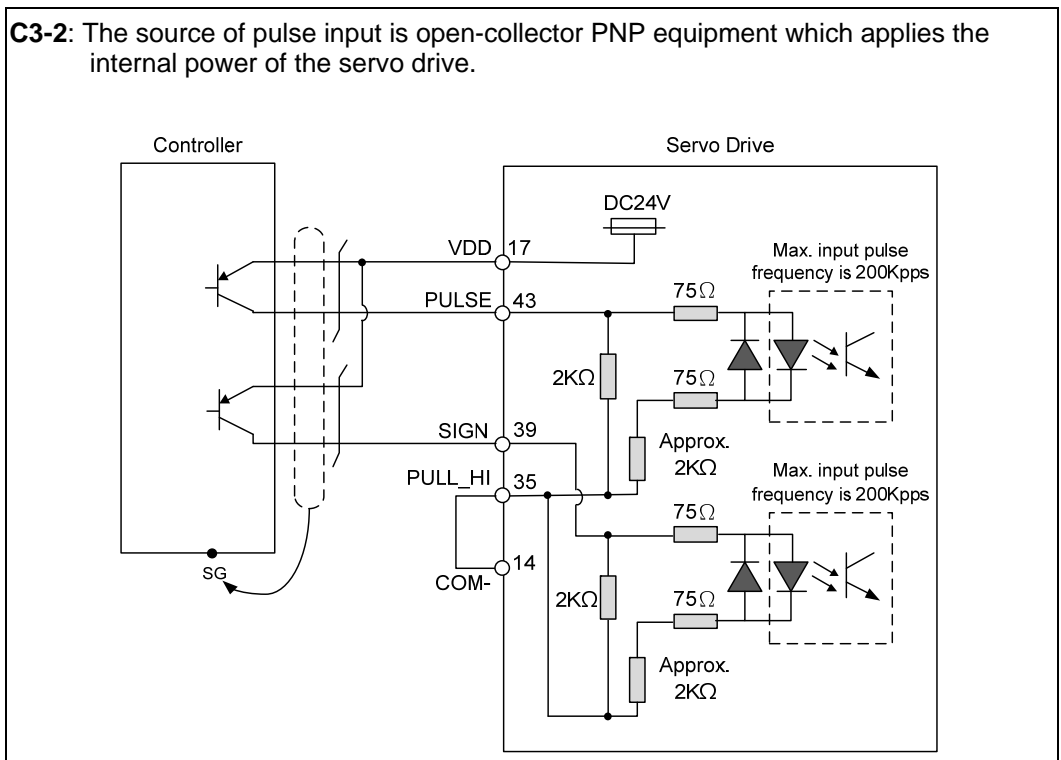 C3-2: The source of pulse input is open-collector PNP equipment which applies the
internal power of the servo drive.
Controller
Servo Drive
DC24V
VDD 17
Max. input pulse
frequency is 200Kpps
PULSE 43
75Ω
2KΩ
75Ω
SIGN 39
Approx.
2KΩ
PULL_HI 35
Max. input pulse
frequency is 200Kpps
75Ω
14
COM-
SG
2KΩ
75Ω
Approx.
2KΩ